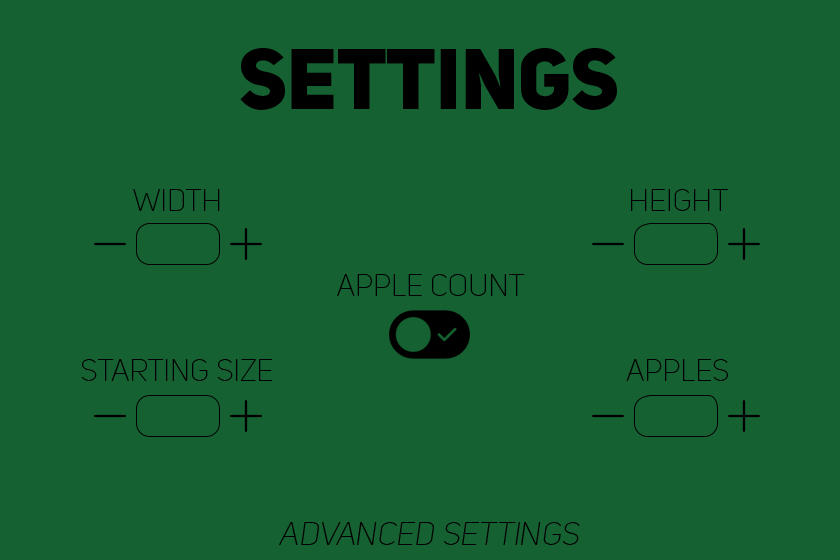 SETTINGS
WIDTH
HEIGHT
APPLE COUNT
STARTING SIZE
APPLES
ADVANCED SETTINGS